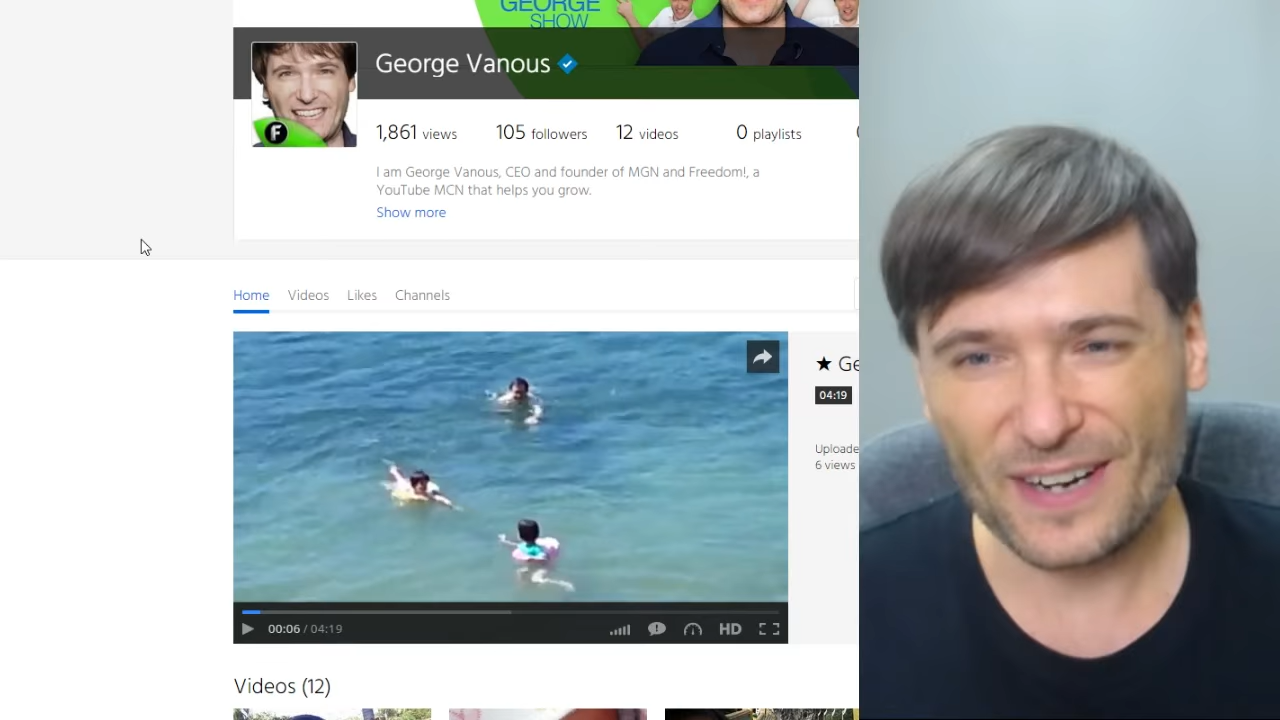 GEORGE
SHOW
George Vanous
F
1,861 views 105 followers 12 videos 0 playlists
I am George Vanous, CEO and founder of MGN and Freedom!, a
YouTube MCN that helps you grow.
Show more
Home Videos Likes Channels
★ Ge
04:19
Uploade
6 views
00:06 / 04:19 HD
Videos (12)